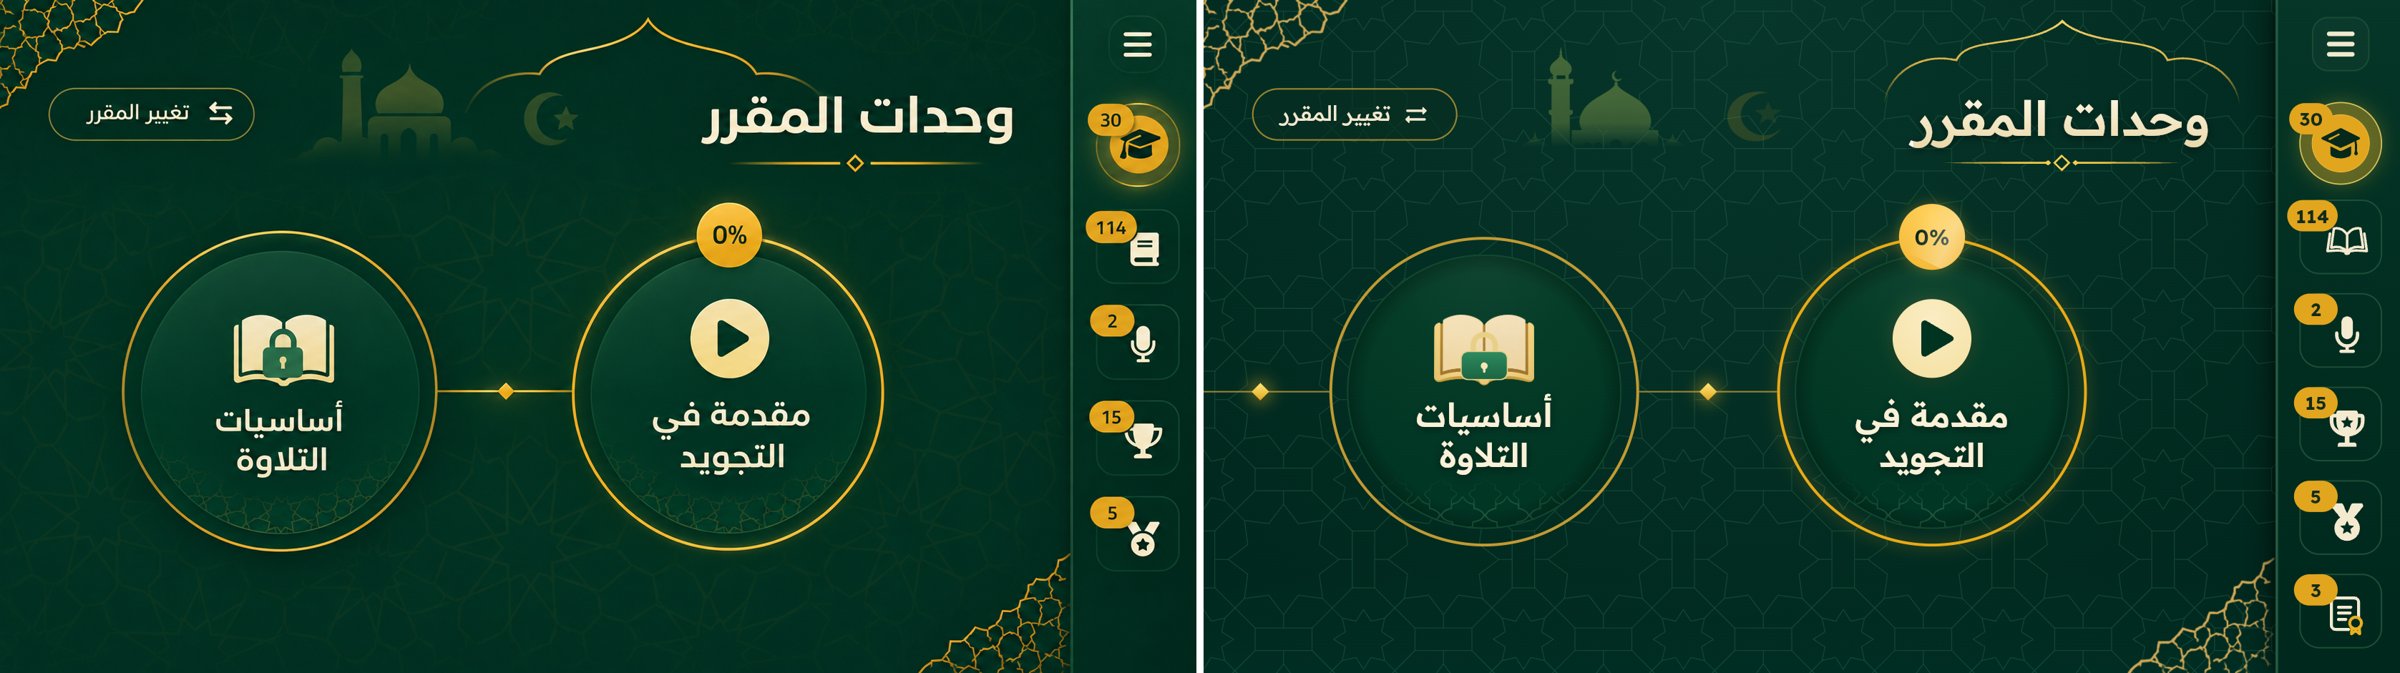 وحدات المقرر
تغيير المقرر
0%
مقدمة في
التجويد
أساسيات
التلاوة
30
114
2
15
5
وحدات المقرر
تغيير المقرر
0%
مقدمة في
التجويد
أساسيات
التلاوة
30
114
2
15
5
3